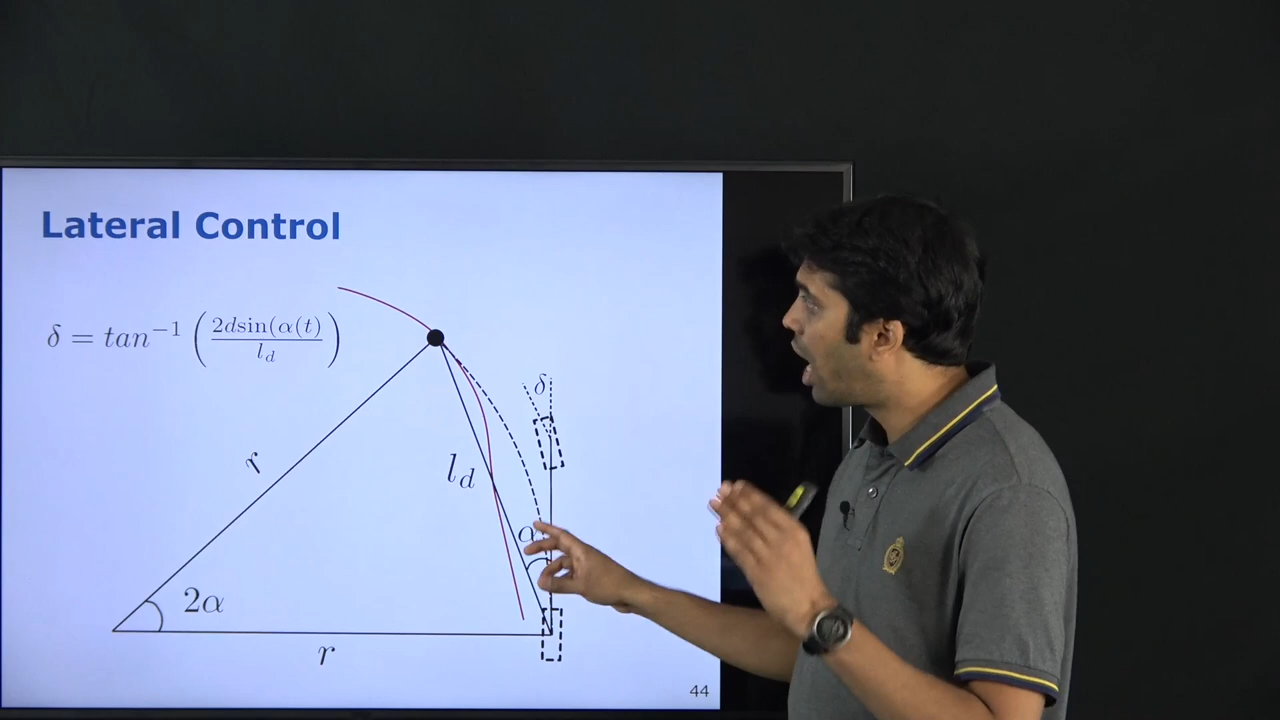 Lateral Control
δ = tan⁻¹ ( 2dsin(α(t) / l_d )
δ
r
l_d
α
2α
r
44